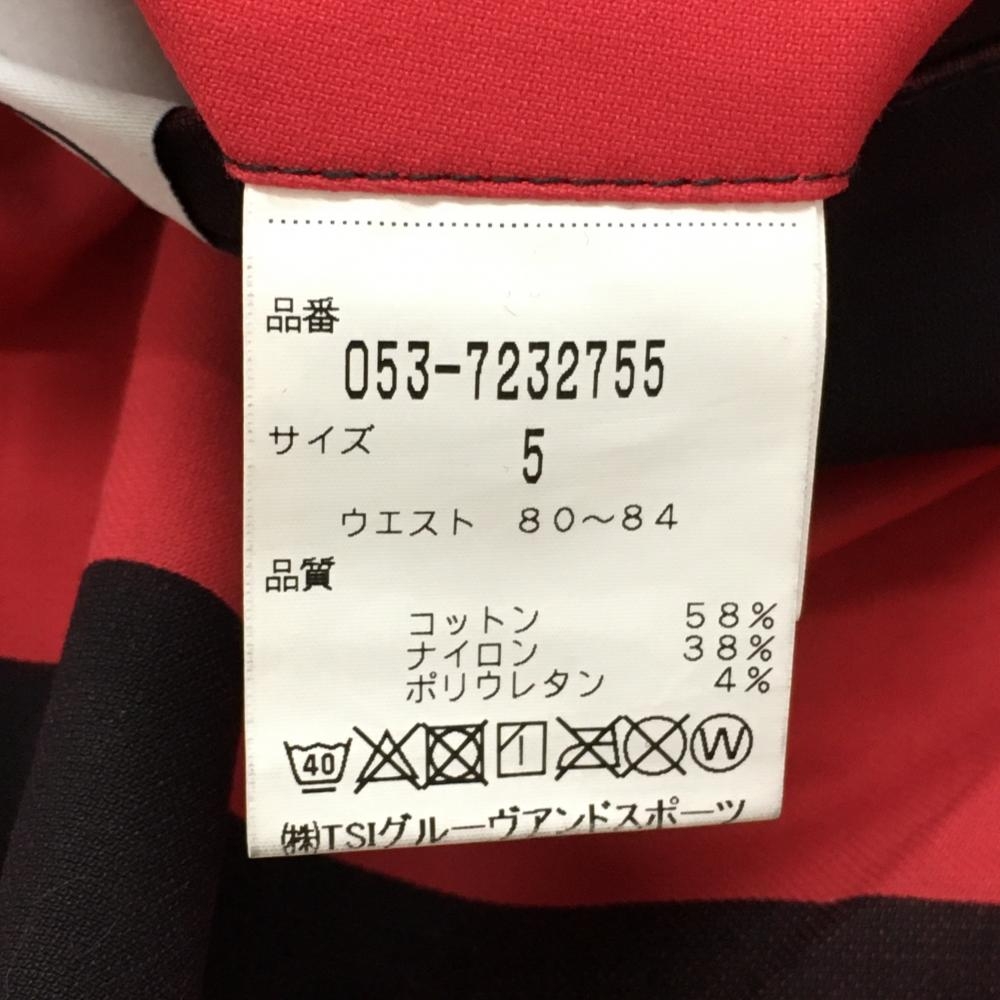 品番
053-7232755
サイズ 5
ウエスト 80〜84
品質
コットン 58%
ナイロン 38%
ポリウレタン 4%
40 W
㈱TSIグルーヴアンドスポーツ